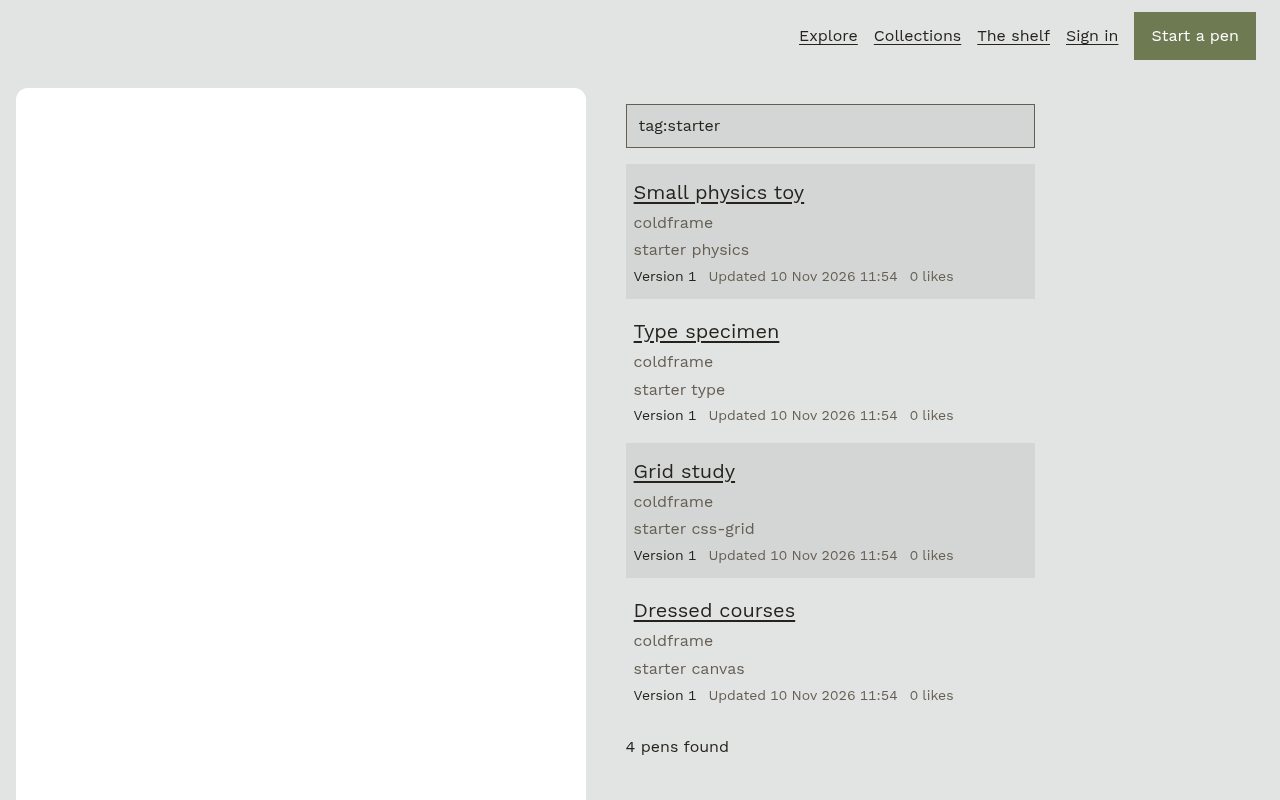 Explore Collections The shelf Sign in Start a pen
tag:starter
Small physics toy
coldframe
starter physics
Version 1 Updated 10 Nov 2026 11:54 0 likes
Type specimen
coldframe
starter type
Version 1 Updated 10 Nov 2026 11:54 0 likes
Grid study
coldframe
starter css-grid
Version 1 Updated 10 Nov 2026 11:54 0 likes
Dressed courses
coldframe
starter canvas
Version 1 Updated 10 Nov 2026 11:54 0 likes
4 pens found